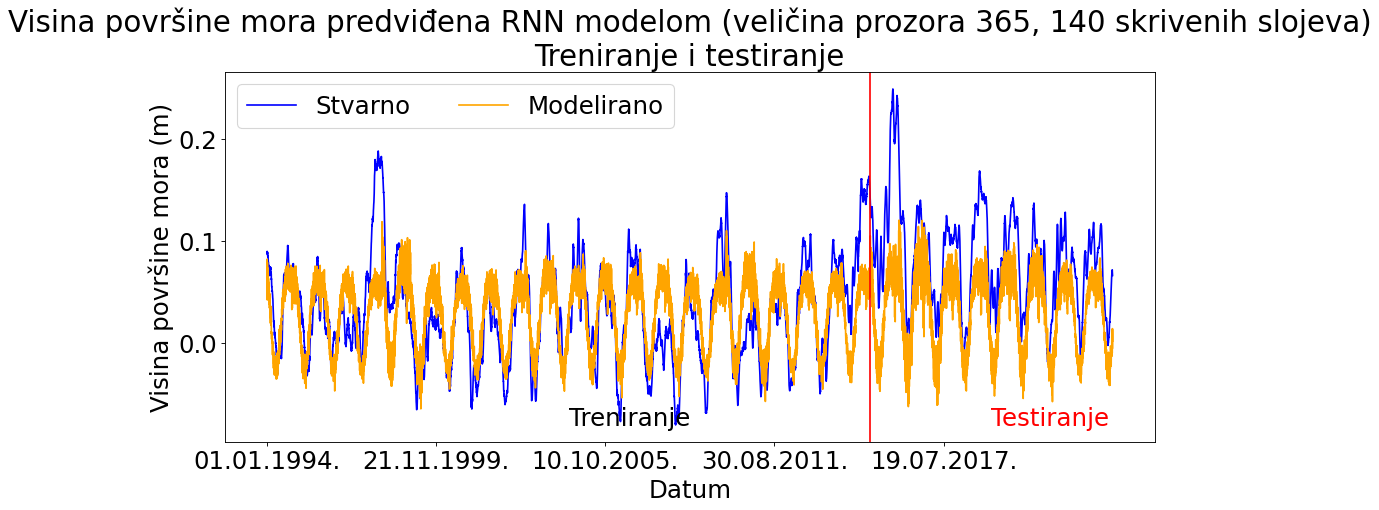 Visina površine mora predviđena RNN modelom (veličina prozora 365, 140 skrivenih slojeva)
Treniranje i testiranje
Stvarno
Modelirano
Visina površine mora (m)
0.2
0.1
0.0
Treniranje
Testiranje
01.01.1994.
21.11.1999.
10.10.2005.
30.08.2011.
19.07.2017.
Datum